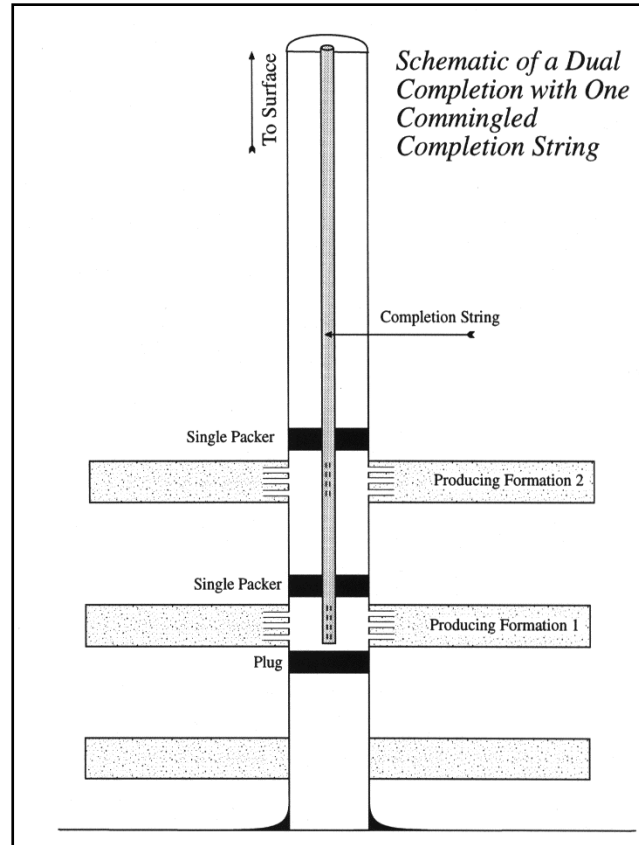 Schematic of a Dual
Completion with One
Commingled
Completion String
To Surface
Completion String
Single Packer
Producing Formation 2
Single Packer
Producing Formation 1
Plug